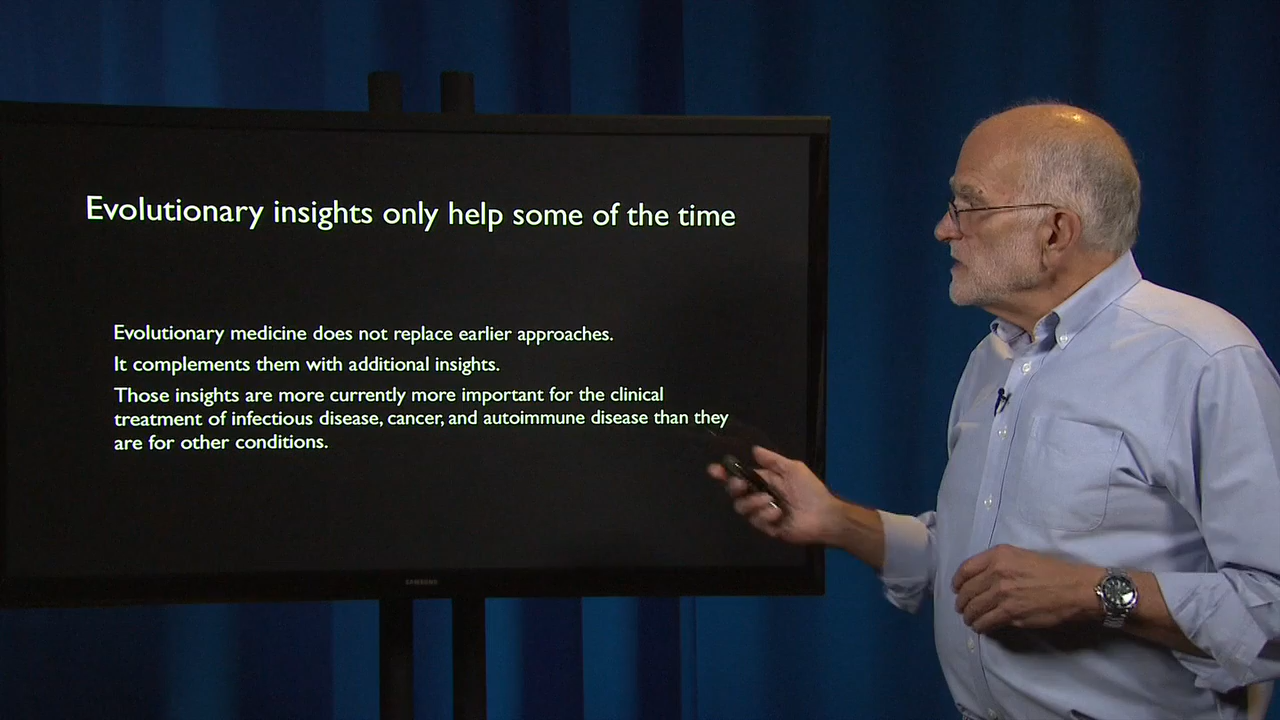 Evolutionary insights only help some of the time
Evolutionary medicine does not replace earlier approaches.
It complements them with additional insights.
Those insights are more currently more important for the clinical
treatment of infectious disease, cancer, and autoimmune disease than they
are for other conditions.
SAMSUNG